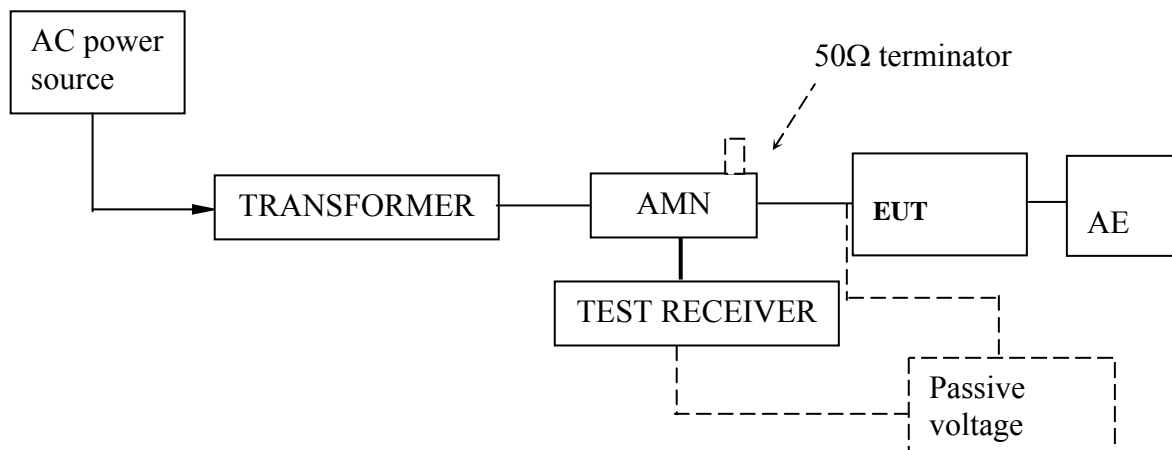 AC power
source
50Ω terminator
TRANSFORMER
AMN
EUT
AE
TEST RECEIVER
Passive
voltage